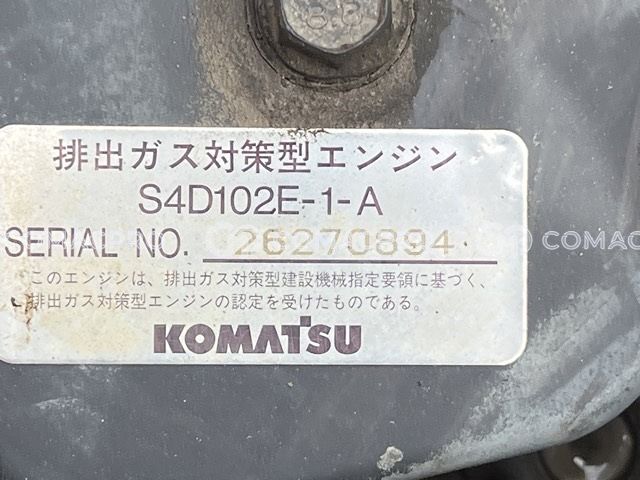 8.8
排出ガス対策型エンジン
S4D102E-1-A
SERIAL NO. 26270894
このエンジンは、排出ガス対策型建設機械指定要領に基づく、
排出ガス対策型エンジンの認定を受けたものである。
KOMATSU